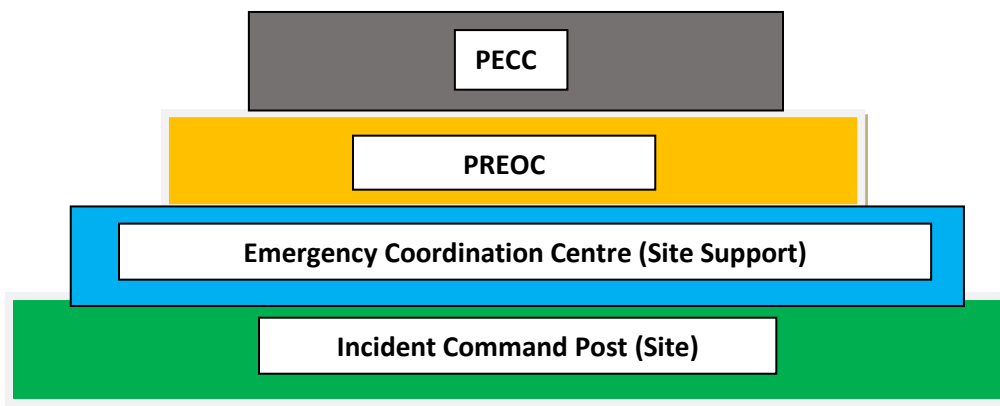 PECC
PREOC
Emergency Coordination Centre (Site Support)
Incident Command Post (Site)